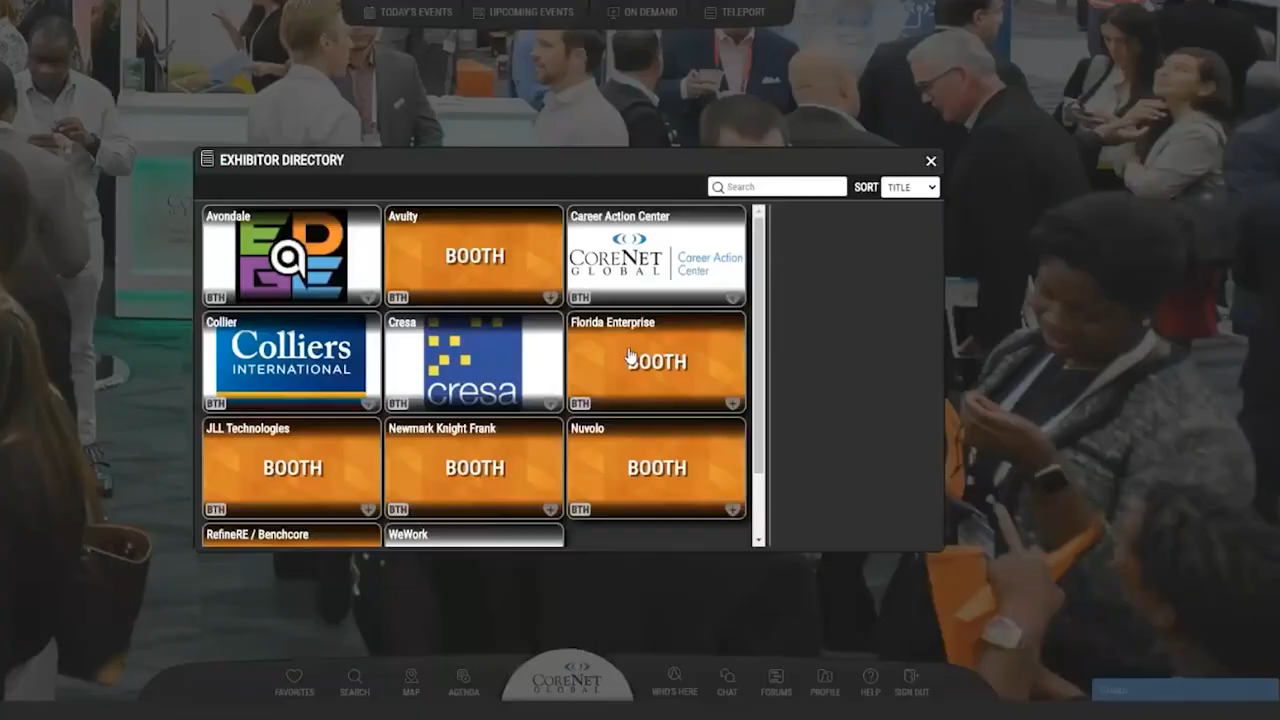 TODAY'S EVENTS
UPCOMING EVENTS
ON DEMAND
TELEPORT
EXHIBITOR DIRECTORY
Search
SORT
TITLE
Avondale
EDGE
a
BTH
Avuity
BOOTH
BTH
Career Action Center
CORENET
GLOBAL
Career Action
Center
BTH
Collier
Colliers
INTERNATIONAL
BTH
Cresa
cresa
BTH
Florida Enterprise
BOOTH
BTH
JLL Technologies
BOOTH
BTH
Newmark Knight Frank
BOOTH
BTH
Nuvolo
BOOTH
BTH
RefineRE / Benchcore
WeWork
FAVORITES
SEARCH
MAP
AGENDA
CORENET
GLOBAL
WHO'S HERE
CHAT
FORUMS
PROFILE
HELP
SIGN OUT